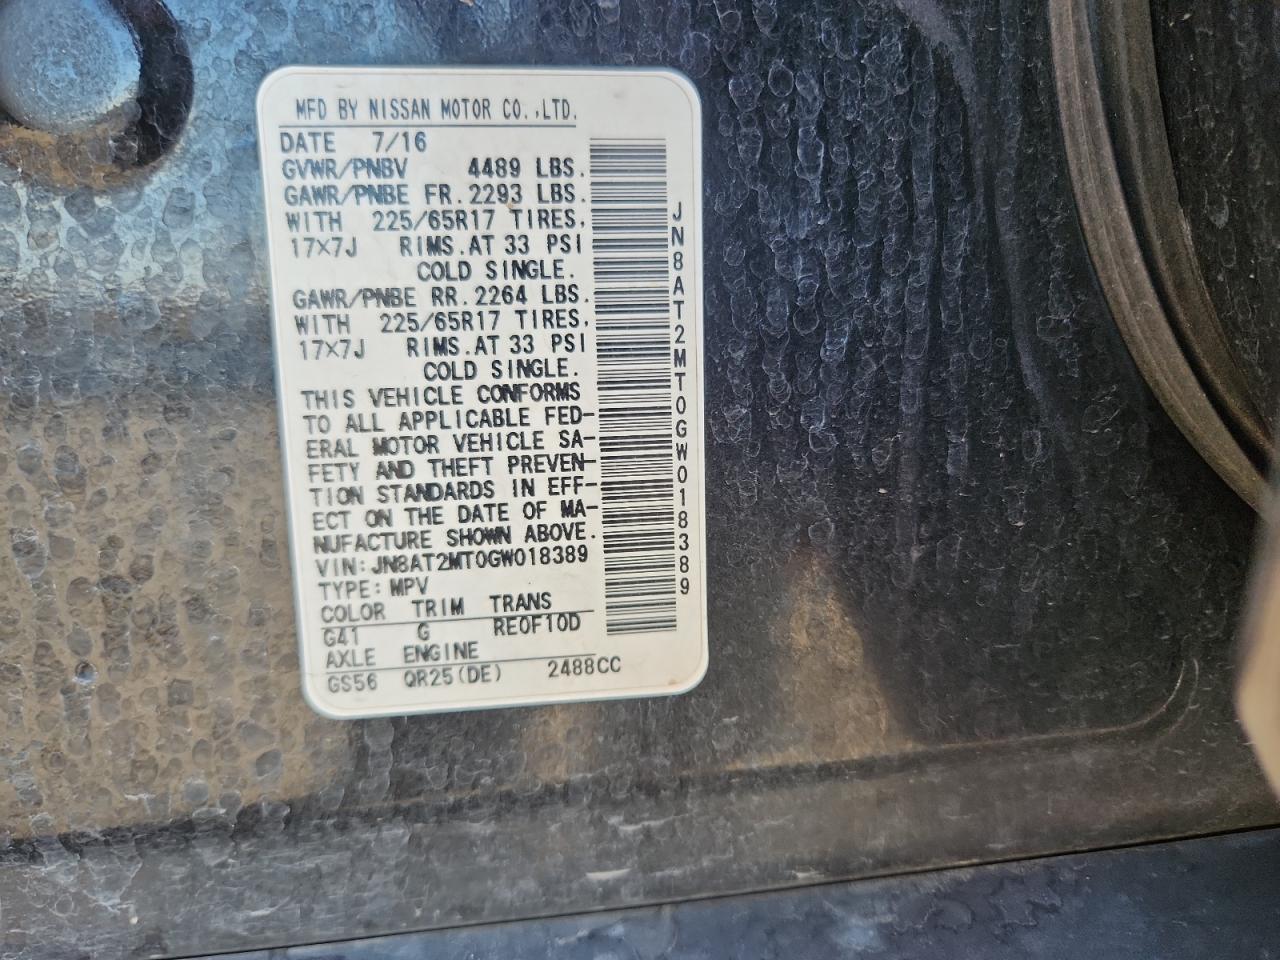 MFD BY NISSAN MOTOR CO.,LTD.
DATE 7/16
GVWR/PNBV 4489 LBS.
GAWR/PNBE FR.2293 LBS.
WITH 225/65R17 TIRES,
17X7J RIMS.AT 33 PSI
COLD SINGLE.
GAWR/PNBE RR.2264 LBS.
WITH 225/65R17 TIRES,
17X7J RIMS.AT 33 PSI
COLD SINGLE.
THIS VEHICLE CONFORMS
TO ALL APPLICABLE FED-
ERAL MOTOR VEHICLE SA-
FETY AND THEFT PREVEN-
TION STANDARDS IN EFF-
ECT ON THE DATE OF MA-
NUFACTURE SHOWN ABOVE.
VIN:JN8AT2MT0GW018389
TYPE:MPV
COLOR TRIM TRANS
G41 G RE0F10D
AXLE ENGINE
GS56 QR25(DE) 2488CC
JN8AT2MT0GW018389